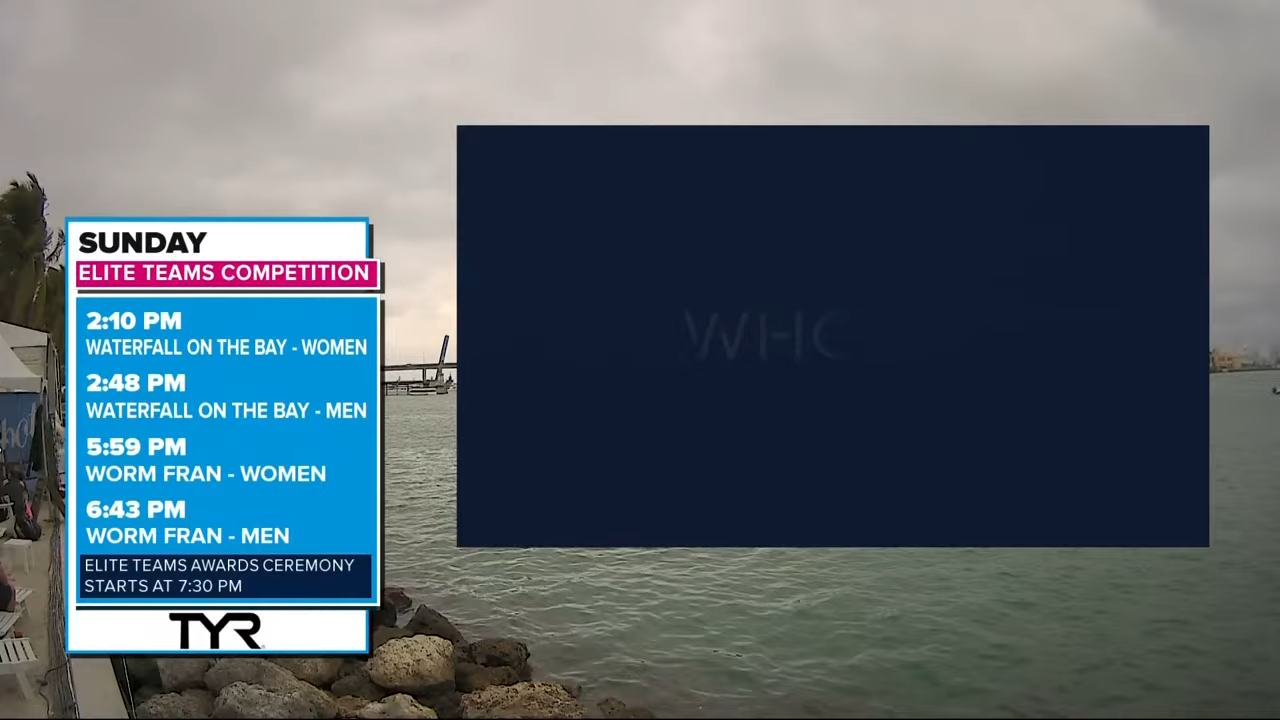 SUNDAY
ELITE TEAMS COMPETITION
2:10 PM
WATERFALL ON THE BAY - WOMEN
2:48 PM
WATERFALL ON THE BAY - MEN
5:59 PM
WORM FRAN - WOMEN
6:43 PM
WORM FRAN - MEN
ELITE TEAMS AWARDS CEREMONY
STARTS AT 7:30 PM
TYR
WHO